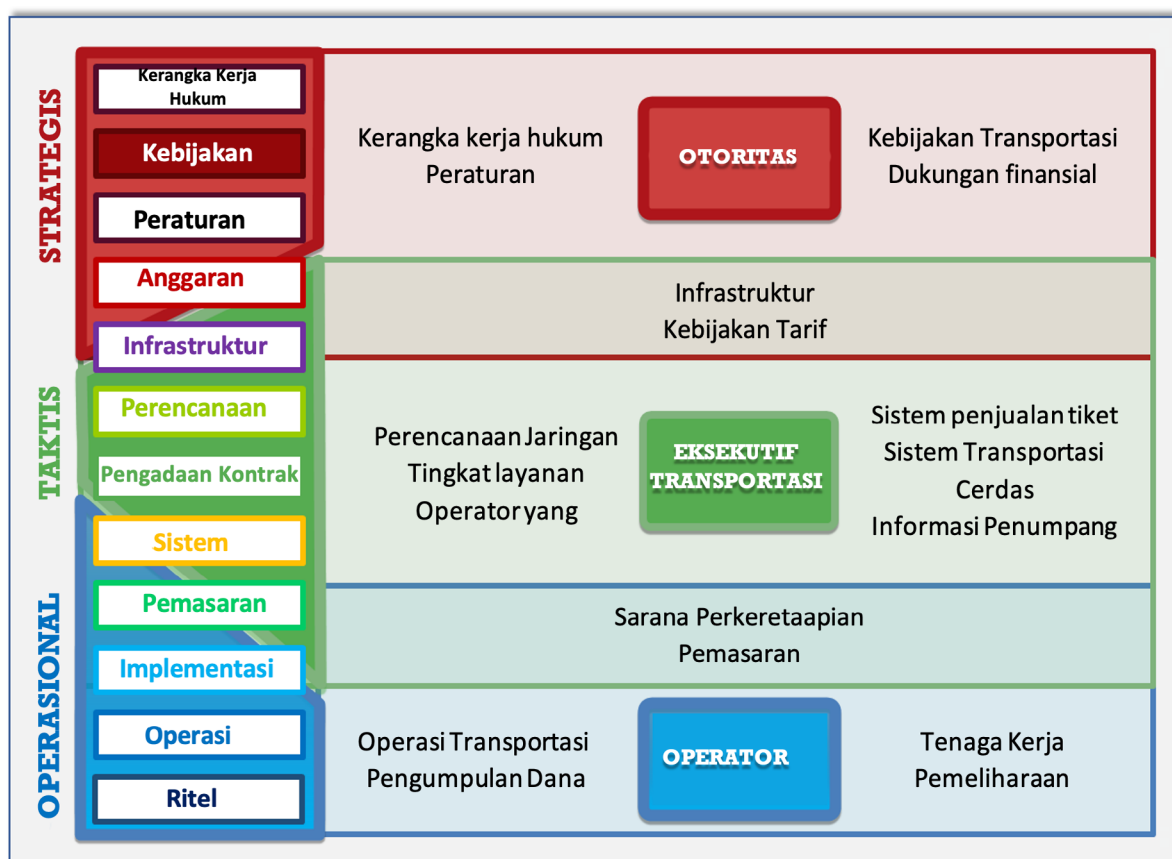 STRATEGIS
Kerangka Kerja
Hukum
Kebijakan
Peraturan
Anggaran
Infrastruktur
TAKTIS
Perencanaan
Pengadaan Kontrak
Sistem
Pemasaran
Implementasi
OPERASIONAL
Operasi
Ritel
Kerangka kerja hukum
Peraturan
OTORITAS
Kebijakan Transportasi
Dukungan finansial
Infrastruktur
Kebijakan Tarif
Perencanaan Jaringan
Tingkat layanan
Operator yang
EKSEKUTIF
TRANSPORTASI
Sistem penjualan tiket
Sistem Transportasi
Cerdas
Informasi Penumpang
Sarana Perkeretaapian
Pemasaran
Operasi Transportasi
Pengumpulan Dana
OPERATOR
Tenaga Kerja
Pemeliharaan